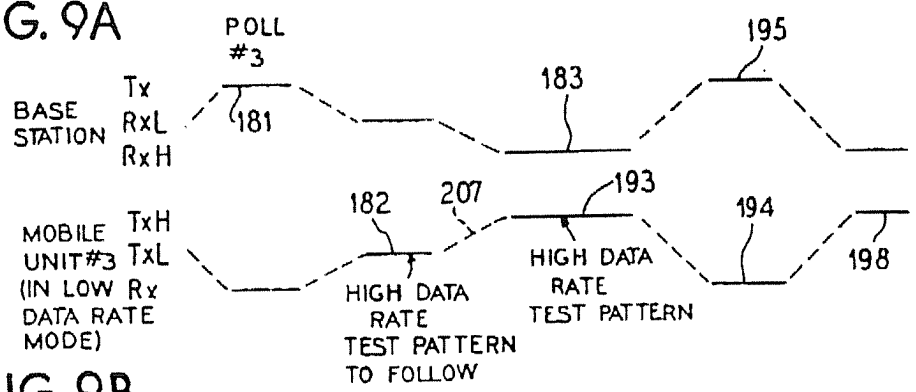 G. 9A
POLL
#3
195
183
BASE
STATION
Tx
RxL
RxH
181
182
207
193
194
198
MOBILE
UNIT#3
(IN LOW
DATA RATE
MODE)
TxH
TxL
Rx
HIGH DATA
RATE
TEST PATTERN
TO FOLLOW
HIGH DATA
RATE
TEST PATTERN
IG. 9B